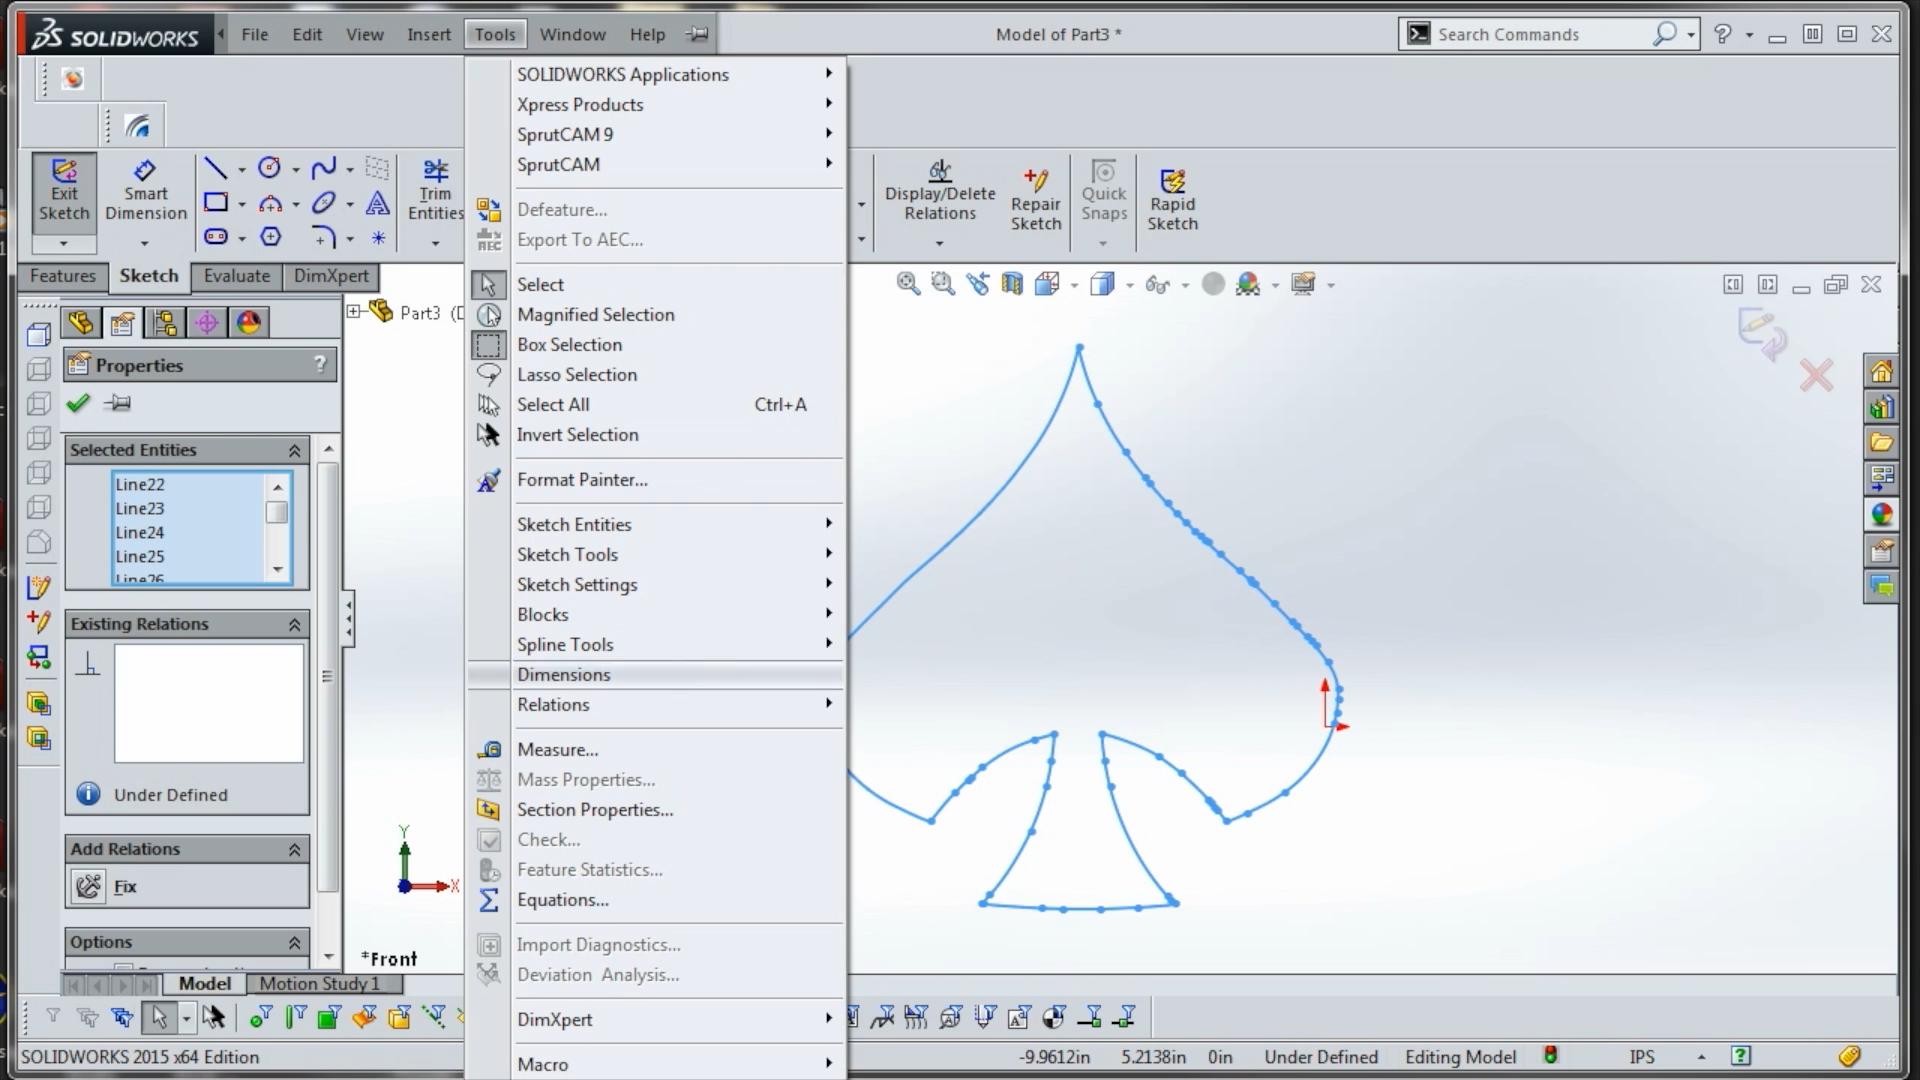 SOLIDWORKS
File Edit View Insert Tools Window Help
Model of Part3 *
Search Commands
Exit Sketch
Smart Dimension
Trim Entities
Display/Delete Relations
Repair Sketch
Quick Snaps
Rapid Sketch
Features Sketch Evaluate DimXpert
Properties
?
Selected Entities
Line22
Line23
Line24
Line25
Line26
Existing Relations
Under Defined
Add Relations
Fix
Options
Part3 (D
SOLIDWORKS Applications
Xpress Products
SprutCAM 9
SprutCAM
Defeature...
Export To AEC...
Select
Magnified Selection
Box Selection
Lasso Selection
Select All Ctrl+A
Invert Selection
Format Painter...
Sketch Entities
Sketch Tools
Sketch Settings
Blocks
Spline Tools
Dimensions
Relations
Measure...
Mass Properties...
Section Properties...
Check...
Feature Statistics...
Equations...
Import Diagnostics...
Deviation Analysis...
DimXpert
Macro
Y
X
*Front
Model Motion Study 1
SOLIDWORKS 2015 x64 Edition
-9.9612in 5.2138in 0in Under Defined Editing Model IPS